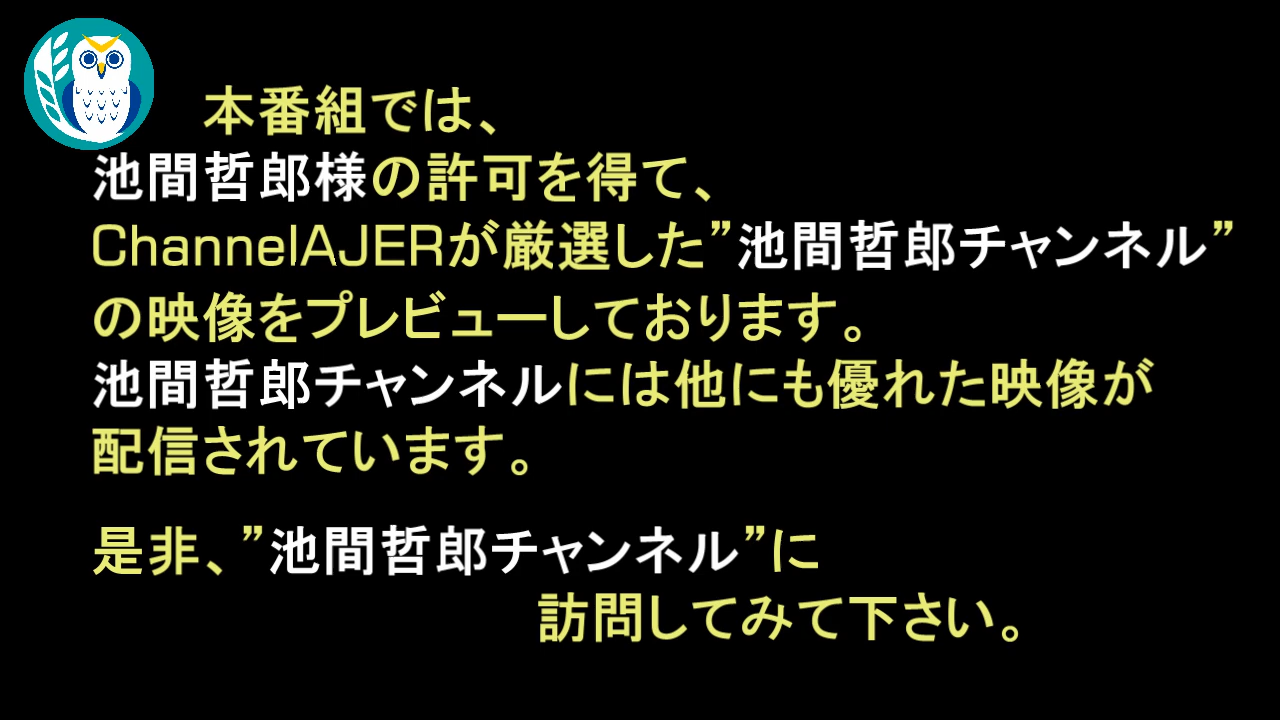 本番組では、
池間哲郎様の許可を得て、
ChannelAJERが厳選した”池間哲郎チャンネル”
の映像をプレビューしております。
池間哲郎チャンネルには他にも優れた映像が
配信されています。
是非、”池間哲郎チャンネル”に
訪問してみて下さい。